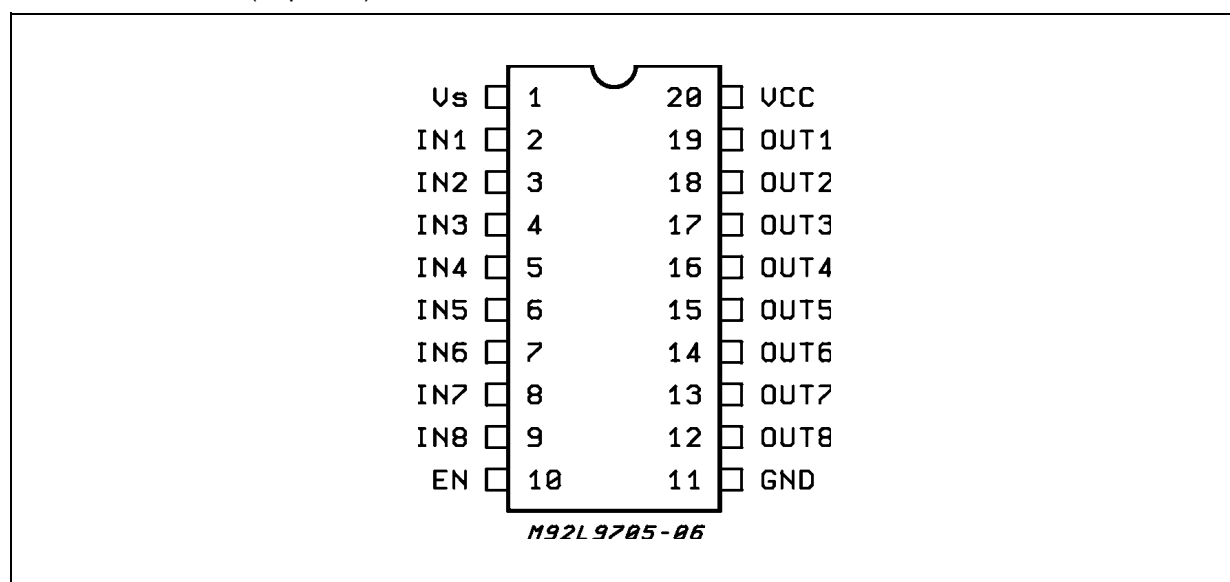 Vs 1 20 VCC
IN1 2 19 OUT1
IN2 3 18 OUT2
IN3 4 17 OUT3
IN4 5 16 OUT4
IN5 6 15 OUT5
IN6 7 14 OUT6
IN7 8 13 OUT7
IN8 9 12 OUT8
EN 10 11 GND
M92L9705-06